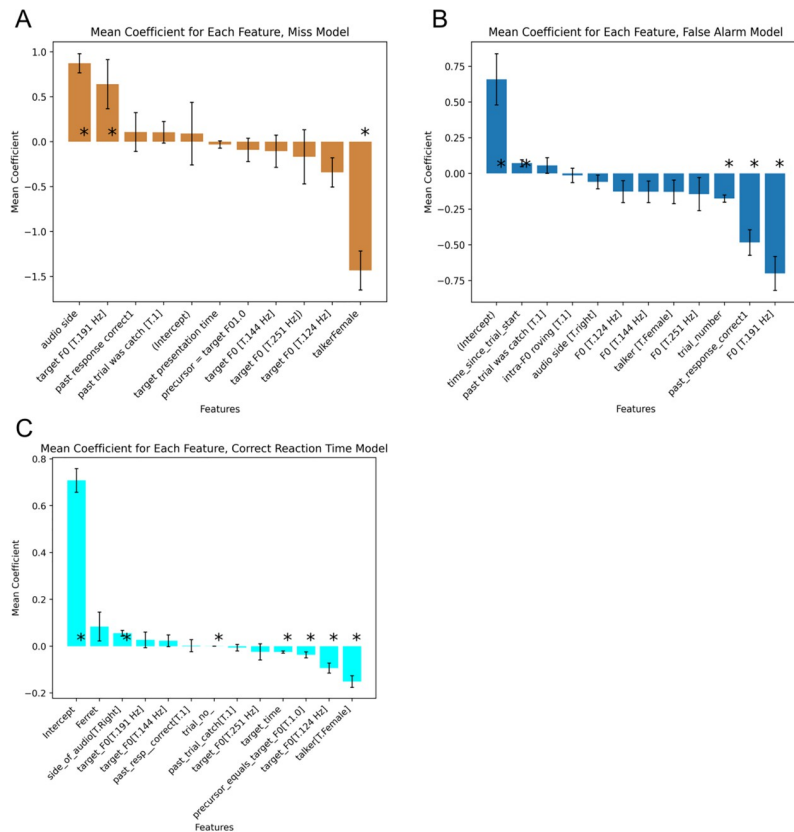 A
Mean Coefficient for Each Feature, Miss Model
1.0
0.5
0.0
−0.5
−1.0
−1.5
Mean Coefficient
* * *
audio side
target F0 [T.191 Hz]
past response correct1
past trial was catch [T.1]
(Intercept)
target presentation time
precursor = target F01.0
target F0 [T.144 Hz]
target F0 [T.251 Hz])
target F0 [T.124 Hz]
talkerFemale
Features
B
Mean Coefficient for Each Feature, False Alarm Model
0.75
0.50
0.25
0.00
−0.25
−0.50
−0.75
Mean Coefficient
* * * * *
(Intercept)
time_since_trial_start
past trial was catch [T.1]
intra-F0 roving [T.1]
audio side [T.right]
F0 [T.124 Hz]
F0 [T.144 Hz]
talker [T.Female]
F0 [T.251 Hz]
trial_number
past_response_correct1
F0 [T.191 Hz]
Features
C
Mean Coefficient for Each Feature, Correct Reaction Time Model
0.8
0.6
0.4
0.2
0.0
−0.2
Mean Coefficient
* * * * * * *
Intercept
Ferret
side_of_audio[T.Right]
target_F0[T.191 Hz]
target_F0[T.144 Hz]
past_resp__correct[T.1]
trial_no_
past_trial_catch[T.1]
target_F0[T.251 Hz]
target_time
precursor_equals_target_F0[T.1.0]
target_F0[T.124 Hz]
talker[T.Female]
Features